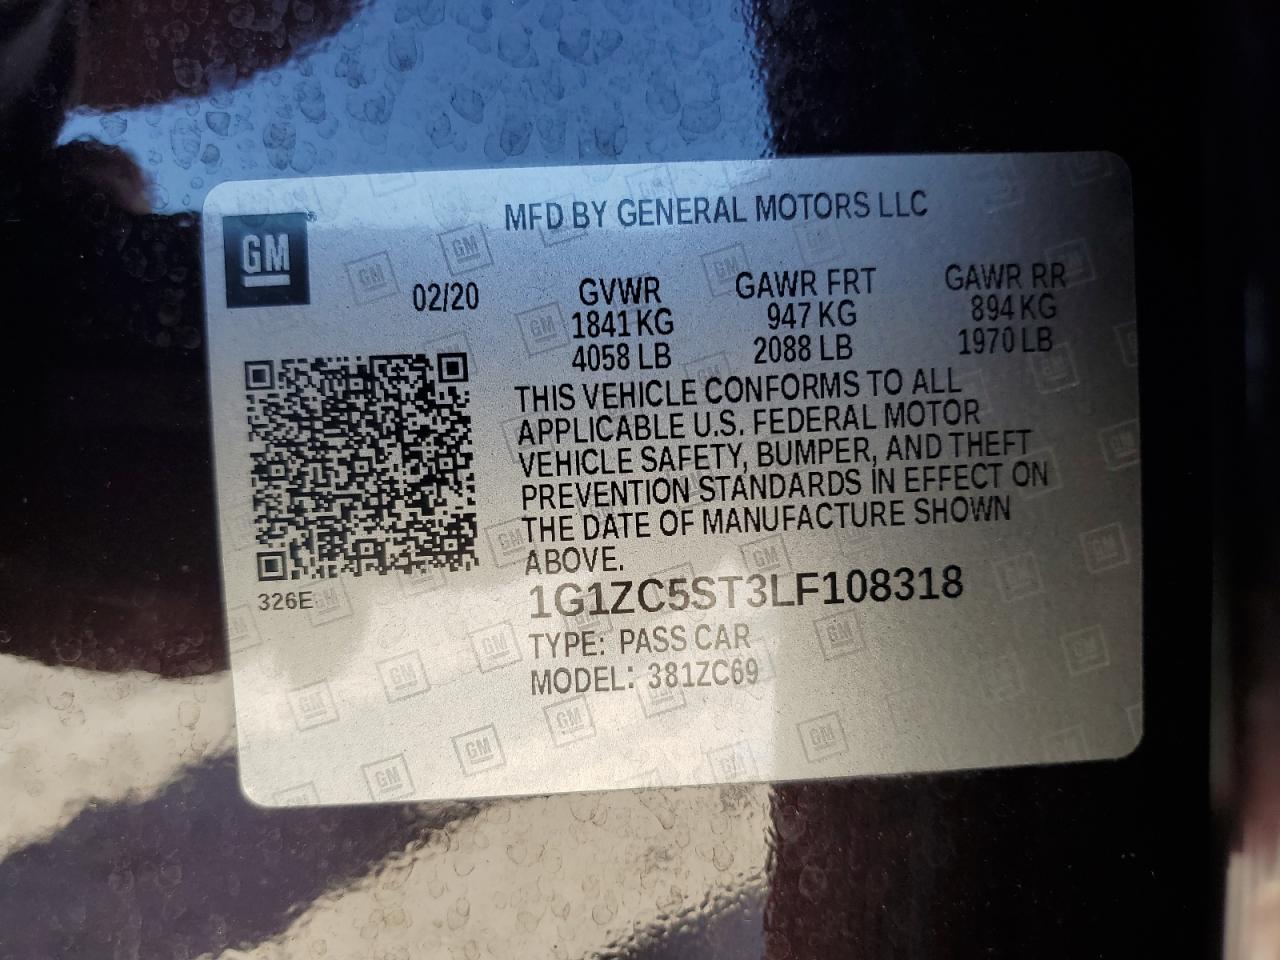 MFD BY GENERAL MOTORS LLC
GM
02/20
GVWR
1841 KG
4058 LB
GAWR FRT
947 KG
2088 LB
GAWR RR
894 KG
1970 LB
THIS VEHICLE CONFORMS TO ALL
APPLICABLE U.S. FEDERAL MOTOR
VEHICLE SAFETY, BUMPER, AND THEFT
PREVENTION STANDARDS IN EFFECT ON
THE DATE OF MANUFACTURE SHOWN
ABOVE.
326E
1G1ZC5ST3LF108318
TYPE: PASS CAR
MODEL: 381ZC69